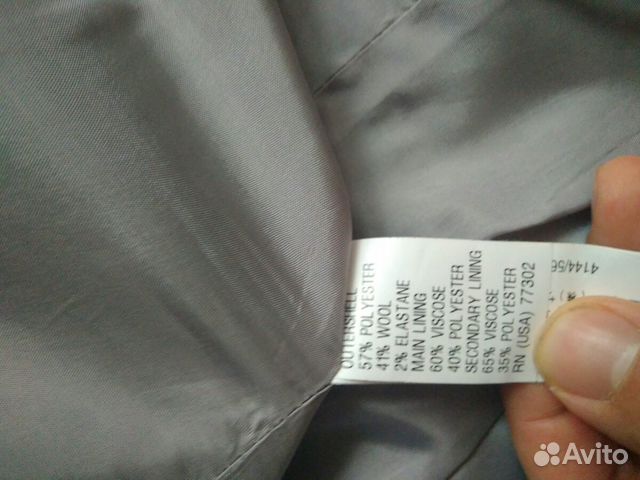 OUTERSHELL
57% POLYESTER
41% WOOL
2% ELASTANE
MAIN LINING
60% VISCOSE
40% POLYESTER
SECONDARY LINING
65% VISCOSE
35% POLYESTER
RN (USA) 77302
4144/56
Avito